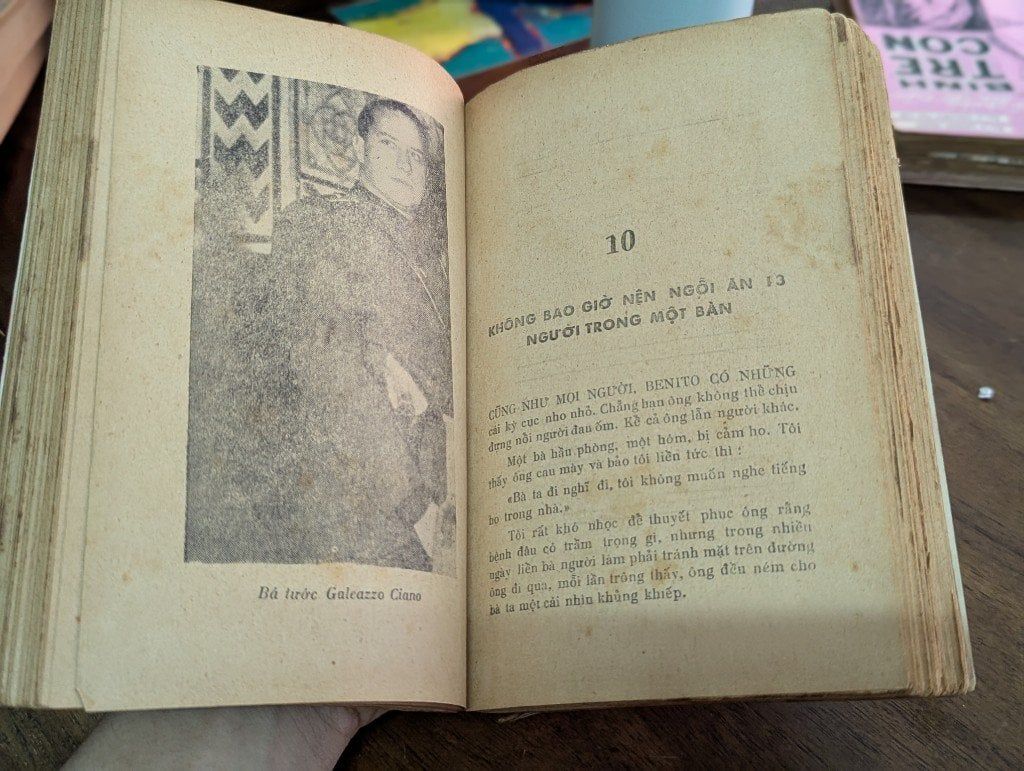 BINH
TRE
CON
Bá tước Galeazzo Ciano
10
KHÔNG BAO GIỜ NÊN NGỒI ĂN 13
NGƯỜI TRONG MỘT BÀN
CŨNG NHƯ MỌI NGƯỜI, BENITO CÓ NHỮNG
cái kỳ cục nho nhỏ. Chẳng hạn ông không thể chịu
đựng nổi người đau ốm. Kể cả ông lẫn người khác.
Một bà hầu phòng, một hôm, bị cảm ho. Tôi
thấy ông cau mày và bảo tôi liền tức thì :
«Bà ta đi nghĩ đi, tôi không muốn nghe tiếng
ho trong nhà.»
Tôi rất khó nhọc để thuyết phục ông rằng
bệnh đâu có trầm trọng gì, nhưng trong nhiều
ngày liền bà người làm phải tránh mặt trên đường
ông đi qua, mỗi lần trông thấy, ông đều ném cho
bà ta một cái nhìn khủng khiếp.